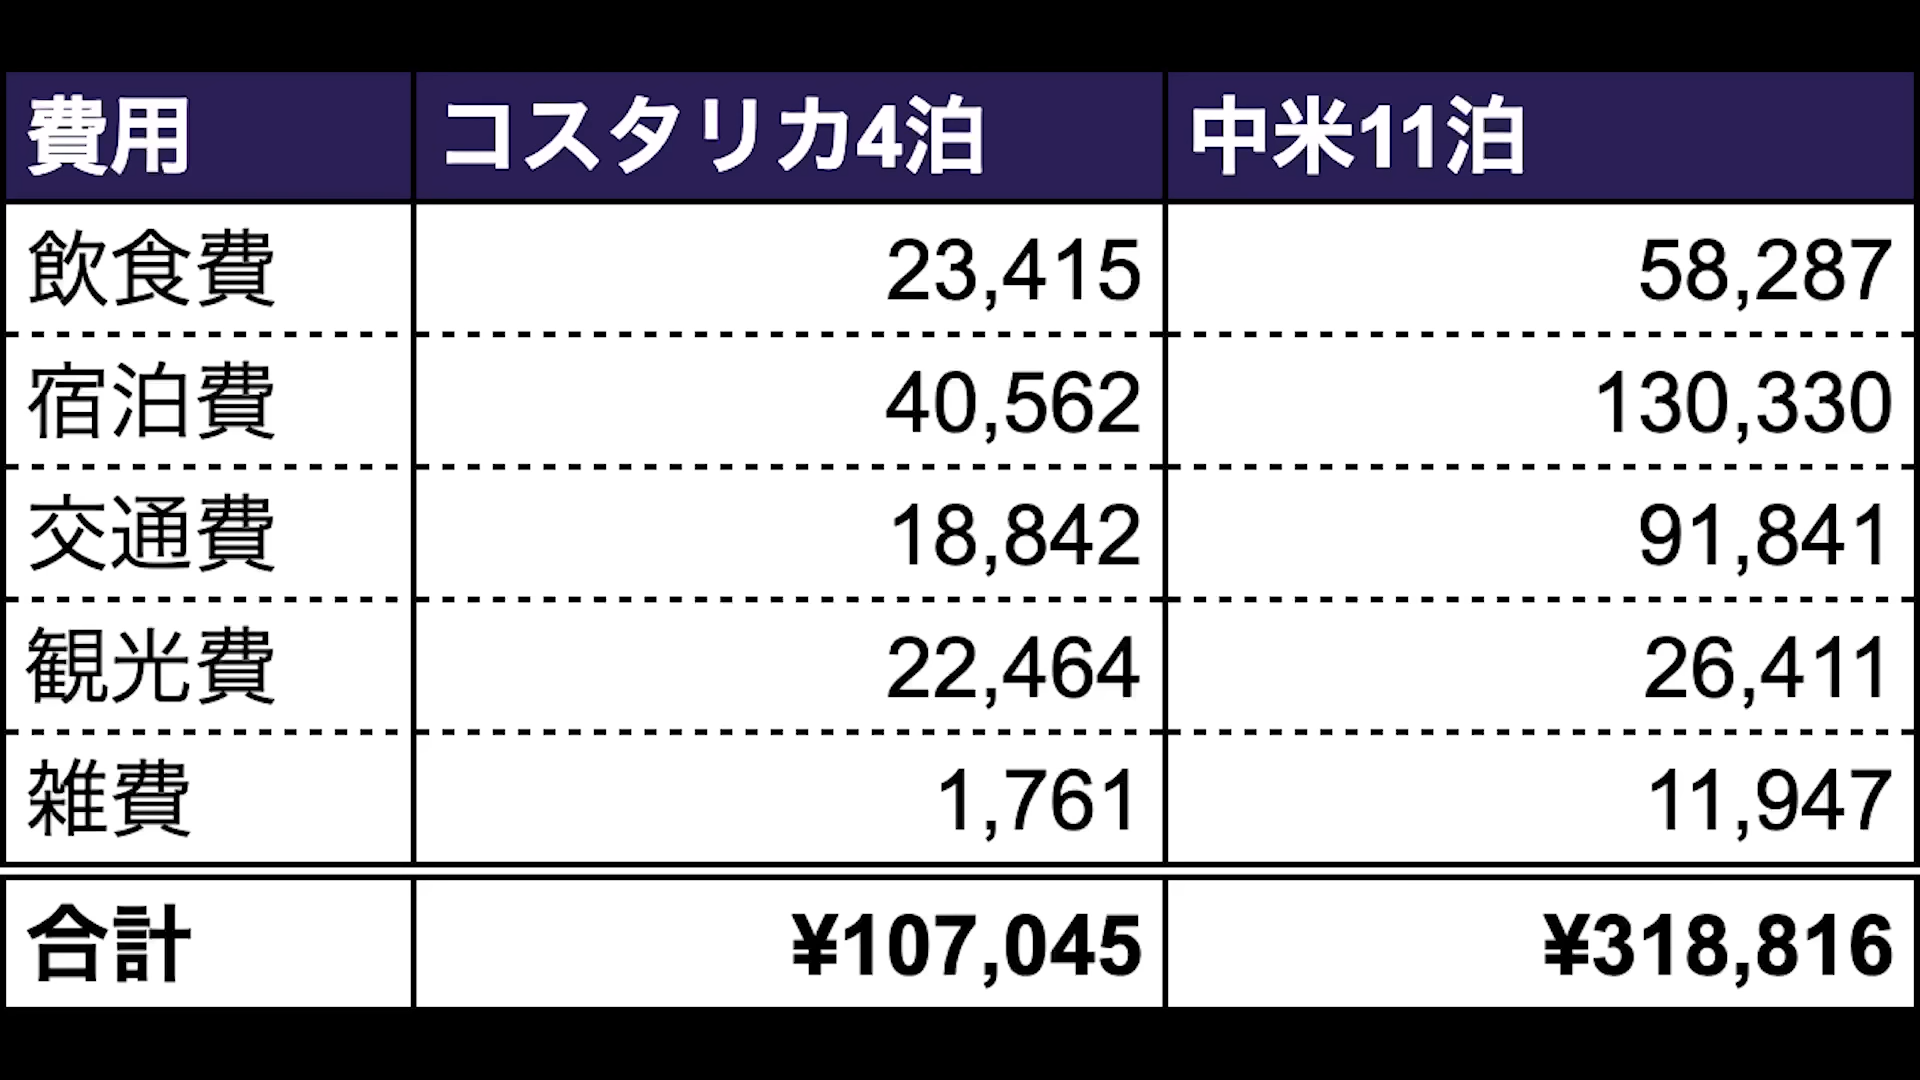 費用 コスタリカ4泊 中米11泊
飲食費 23,415 58,287
宿泊費 40,562 130,330
交通費 18,842 91,841
観光費 22,464 26,411
雑費 1,761 11,947
合計 ¥107,045 ¥318,816